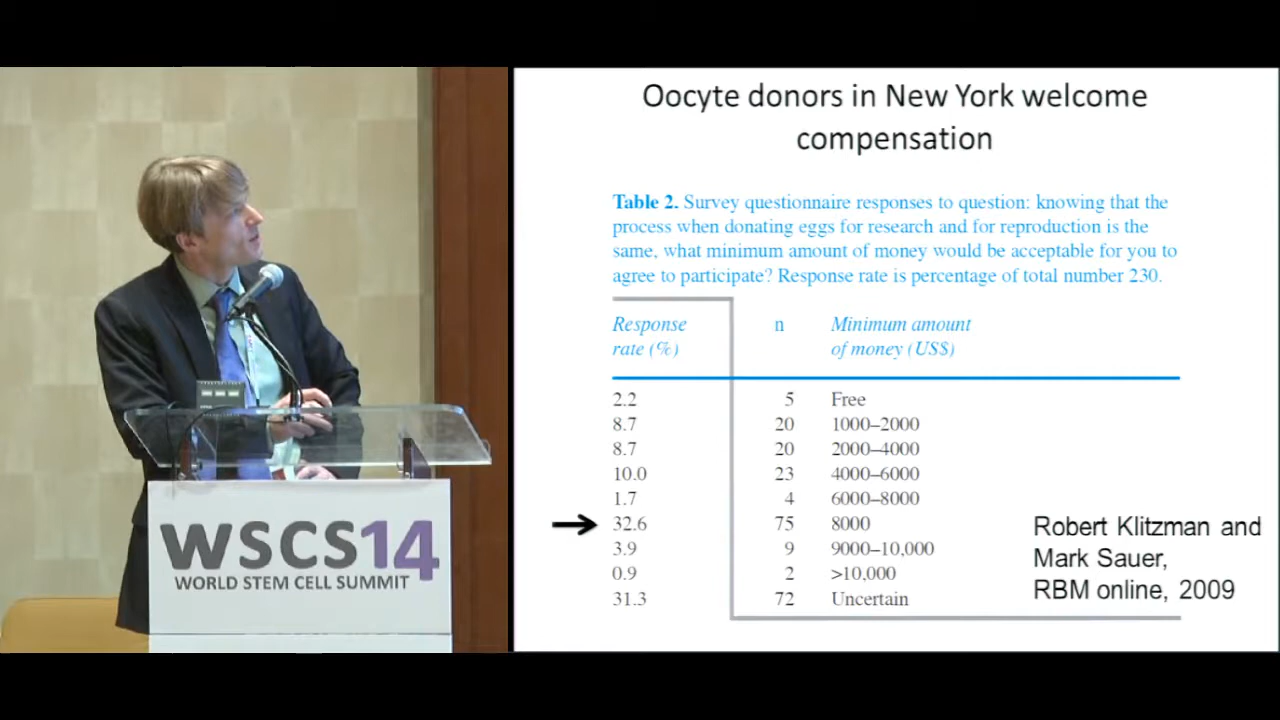 Oocyte donors in New York welcome
compensation
Table 2. Survey questionnaire responses to question: knowing that the
process when donating eggs for research and for reproduction is the
same, what minimum amount of money would be acceptable for you to
agree to participate? Response rate is percentage of total number 230.
Response rate (%) n Minimum amount of money (US$)
2.2 5 Free
8.7 20 1000–2000
8.7 20 2000–4000
10.0 23 4000–6000
1.7 4 6000–8000
32.6 75 8000
3.9 9 9000–10,000
0.9 2 >10,000
31.3 72 Uncertain
Robert Klitzman and
Mark Sauer,
RBM online, 2009
WSCS14
WORLD STEM CELL SUMMIT